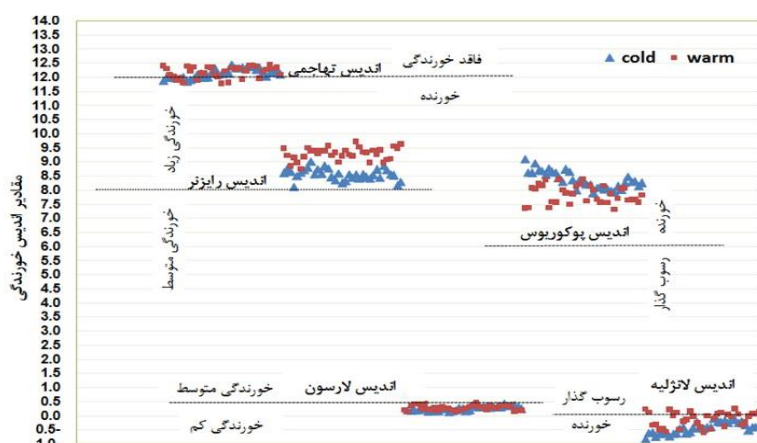 14.0
13.5
13.0
12.5
12.0
11.5
11.0
10.5
10.0
9.5
9.0
8.5
8.0
7.5
7.0
6.5
6.0
5.5
5.0
4.5
4.0
3.5
3.0
2.5
2.0
1.5
1.0
0.5
0.0
0.5-
1.0-
مقادیر اندیس خورندگی
cold warm
اندیس تهاجمی
فاقد خورندگی
خورنده
خورندگی زیاد
اندیس رایزنر
خورندگی متوسط
خورنده
اندیس پوکوریوس
رسوب گذار
خورندگی متوسط
اندیس لارسون
خورندگی کم
اندیس لانژلیه
رسوب گذار
خورنده